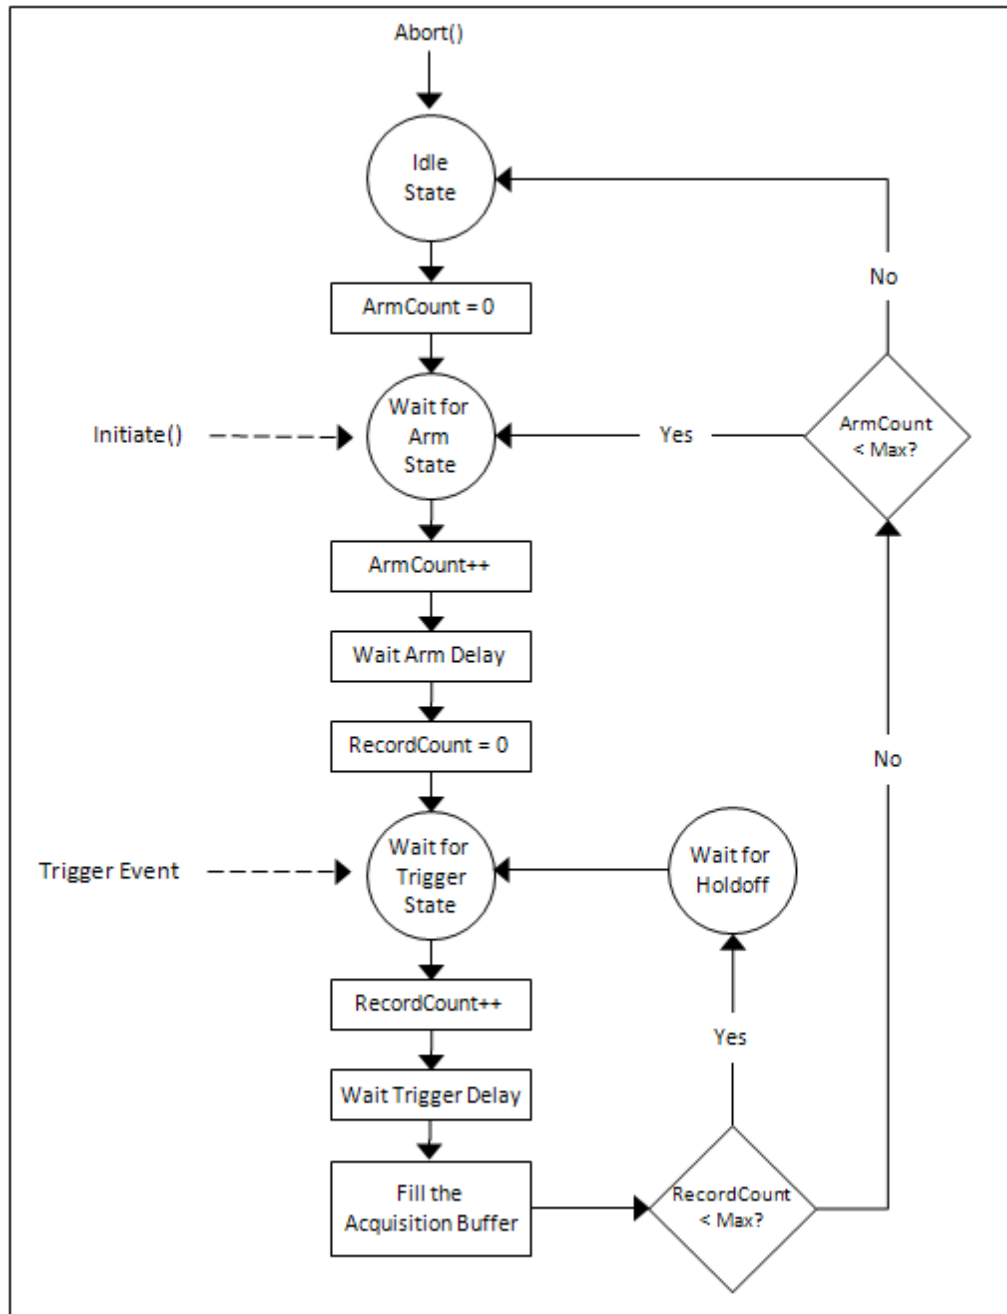 Abort()
Idle
State
No
ArmCount = 0
Initiate()
Wait for
Arm
State
Yes
ArmCount
< Max?
ArmCount++
Wait Arm Delay
RecordCount = 0
No
Trigger Event
Wait for
Trigger
State
Wait for
Holdoff
RecordCount++
Yes
Wait Trigger Delay
Fill the
Acquisition Buffer
RecordCount
< Max?